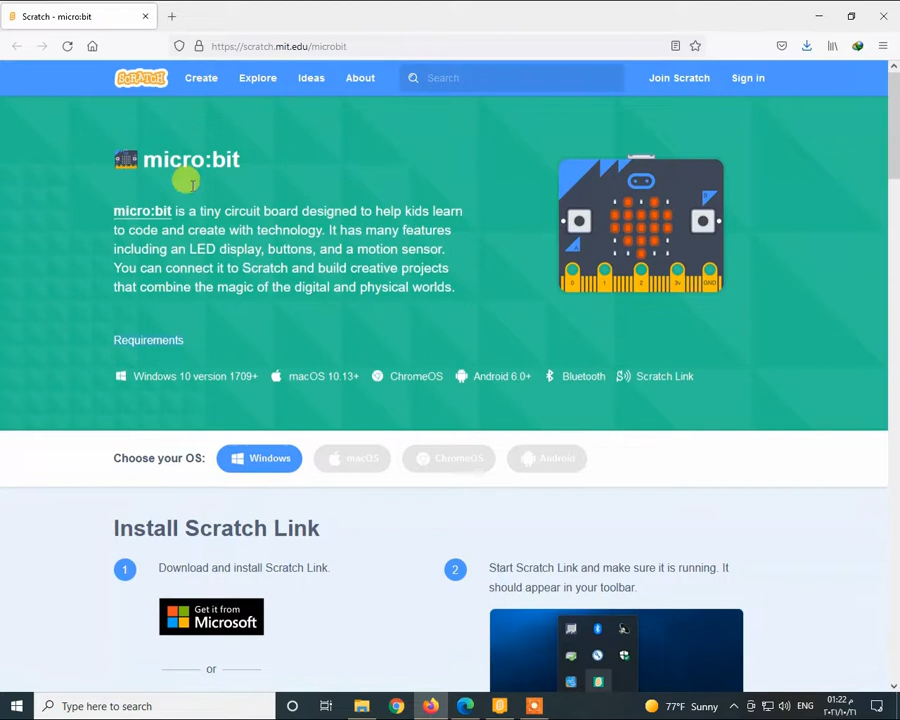 Scratch - micro:bit
https://scratch.mit.edu/microbit
SCRATCH
Create
Explore
Ideas
About
Search
Join Scratch
Sign in
micro:bit
micro:bit is a tiny circuit board designed to help kids learn
to code and create with technology. It has many features
including an LED display, buttons, and a motion sensor.
You can connect it to Scratch and build creative projects
that combine the magic of the digital and physical worlds.
B
A
0
1
2
3v
GND
Requirements
Windows 10 version 1709+
macOS 10.13+
ChromeOS
Android 6.0+
Bluetooth
Scratch Link
Choose your OS:
Windows
macOS
ChromeOS
Android
Install Scratch Link
1
Download and install Scratch Link.
Get it from
Microsoft
or
2
Start Scratch Link and make sure it is running. It
should appear in your toolbar.
Type here to search
77°F Sunny
ENG
01:22 م